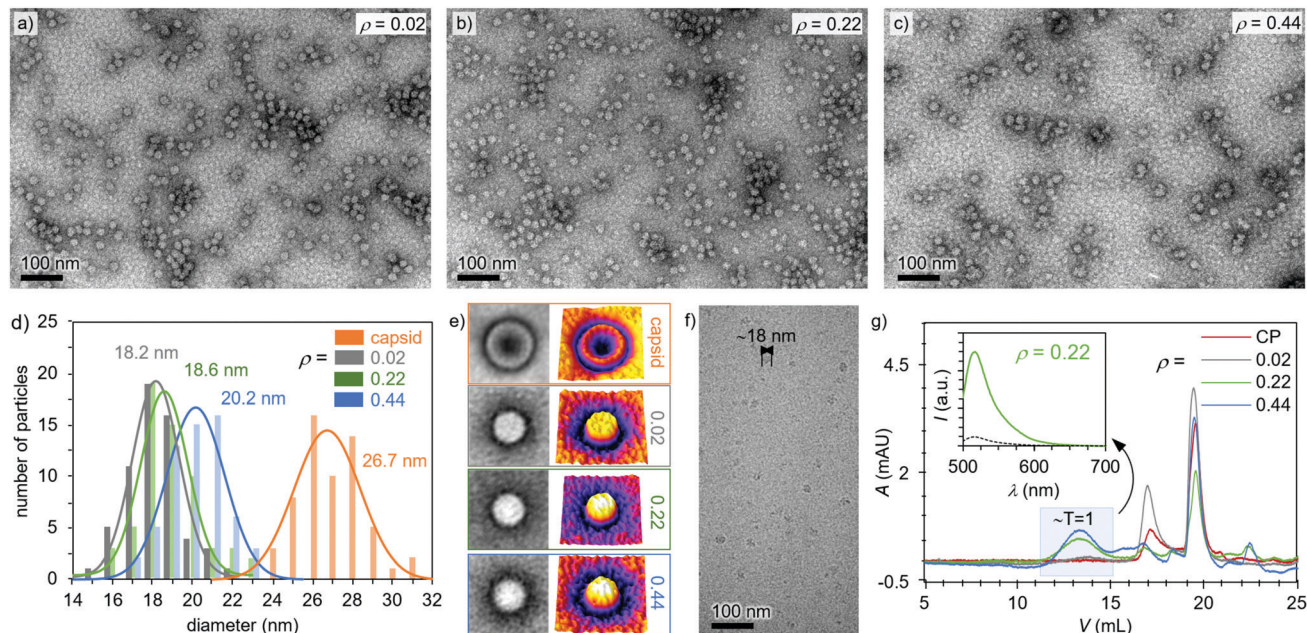 a)
ρ = 0.02
100 nm
b)
ρ = 0.22
100 nm
c)
ρ = 0.44
100 nm
d)
25
20
15
10
5
0
number of particles
14 16 18 20 22 24 26 28 30 32
diameter (nm)
18.2 nm
18.6 nm
20.2 nm
26.7 nm
capsid
ρ =
0.02
0.22
0.44
e)
capsid
0.02
0.22
0.44
f)
~18 nm
100 nm
g)
4.5
2
-0.5
A (mAU)
5 10 15 20 25
V (mL)
I (a.u.)
ρ = 0.22
500 600 700
λ (nm)
~T=1
CP
ρ =
0.02
0.22
0.44